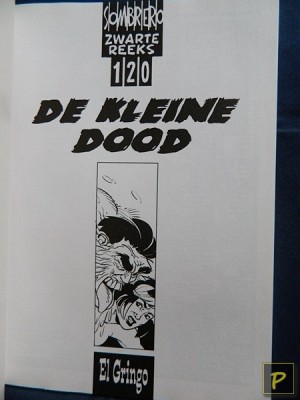 SOMBRERO
ZWARTE
REEKS
120
DE KLEINE
DOOD
El Gringo
P